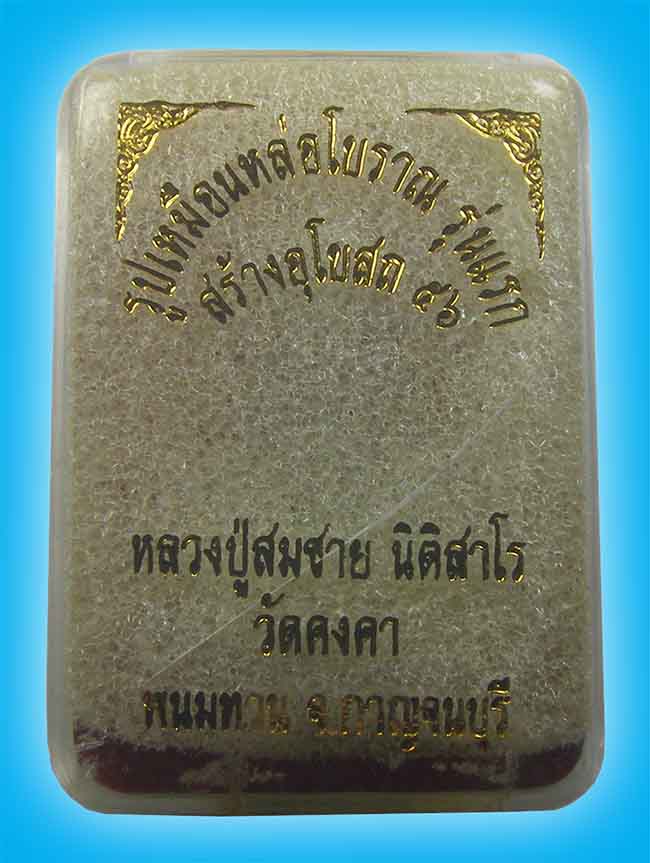 รูปเหมือนหล่อโบราณ รุ่นแรก
สร้างอุโบสถ ๕๖
หลวงปู่สมชาย นิติสาโร
วัดคงคา
พนมทวน จ.กาญจนบุรี